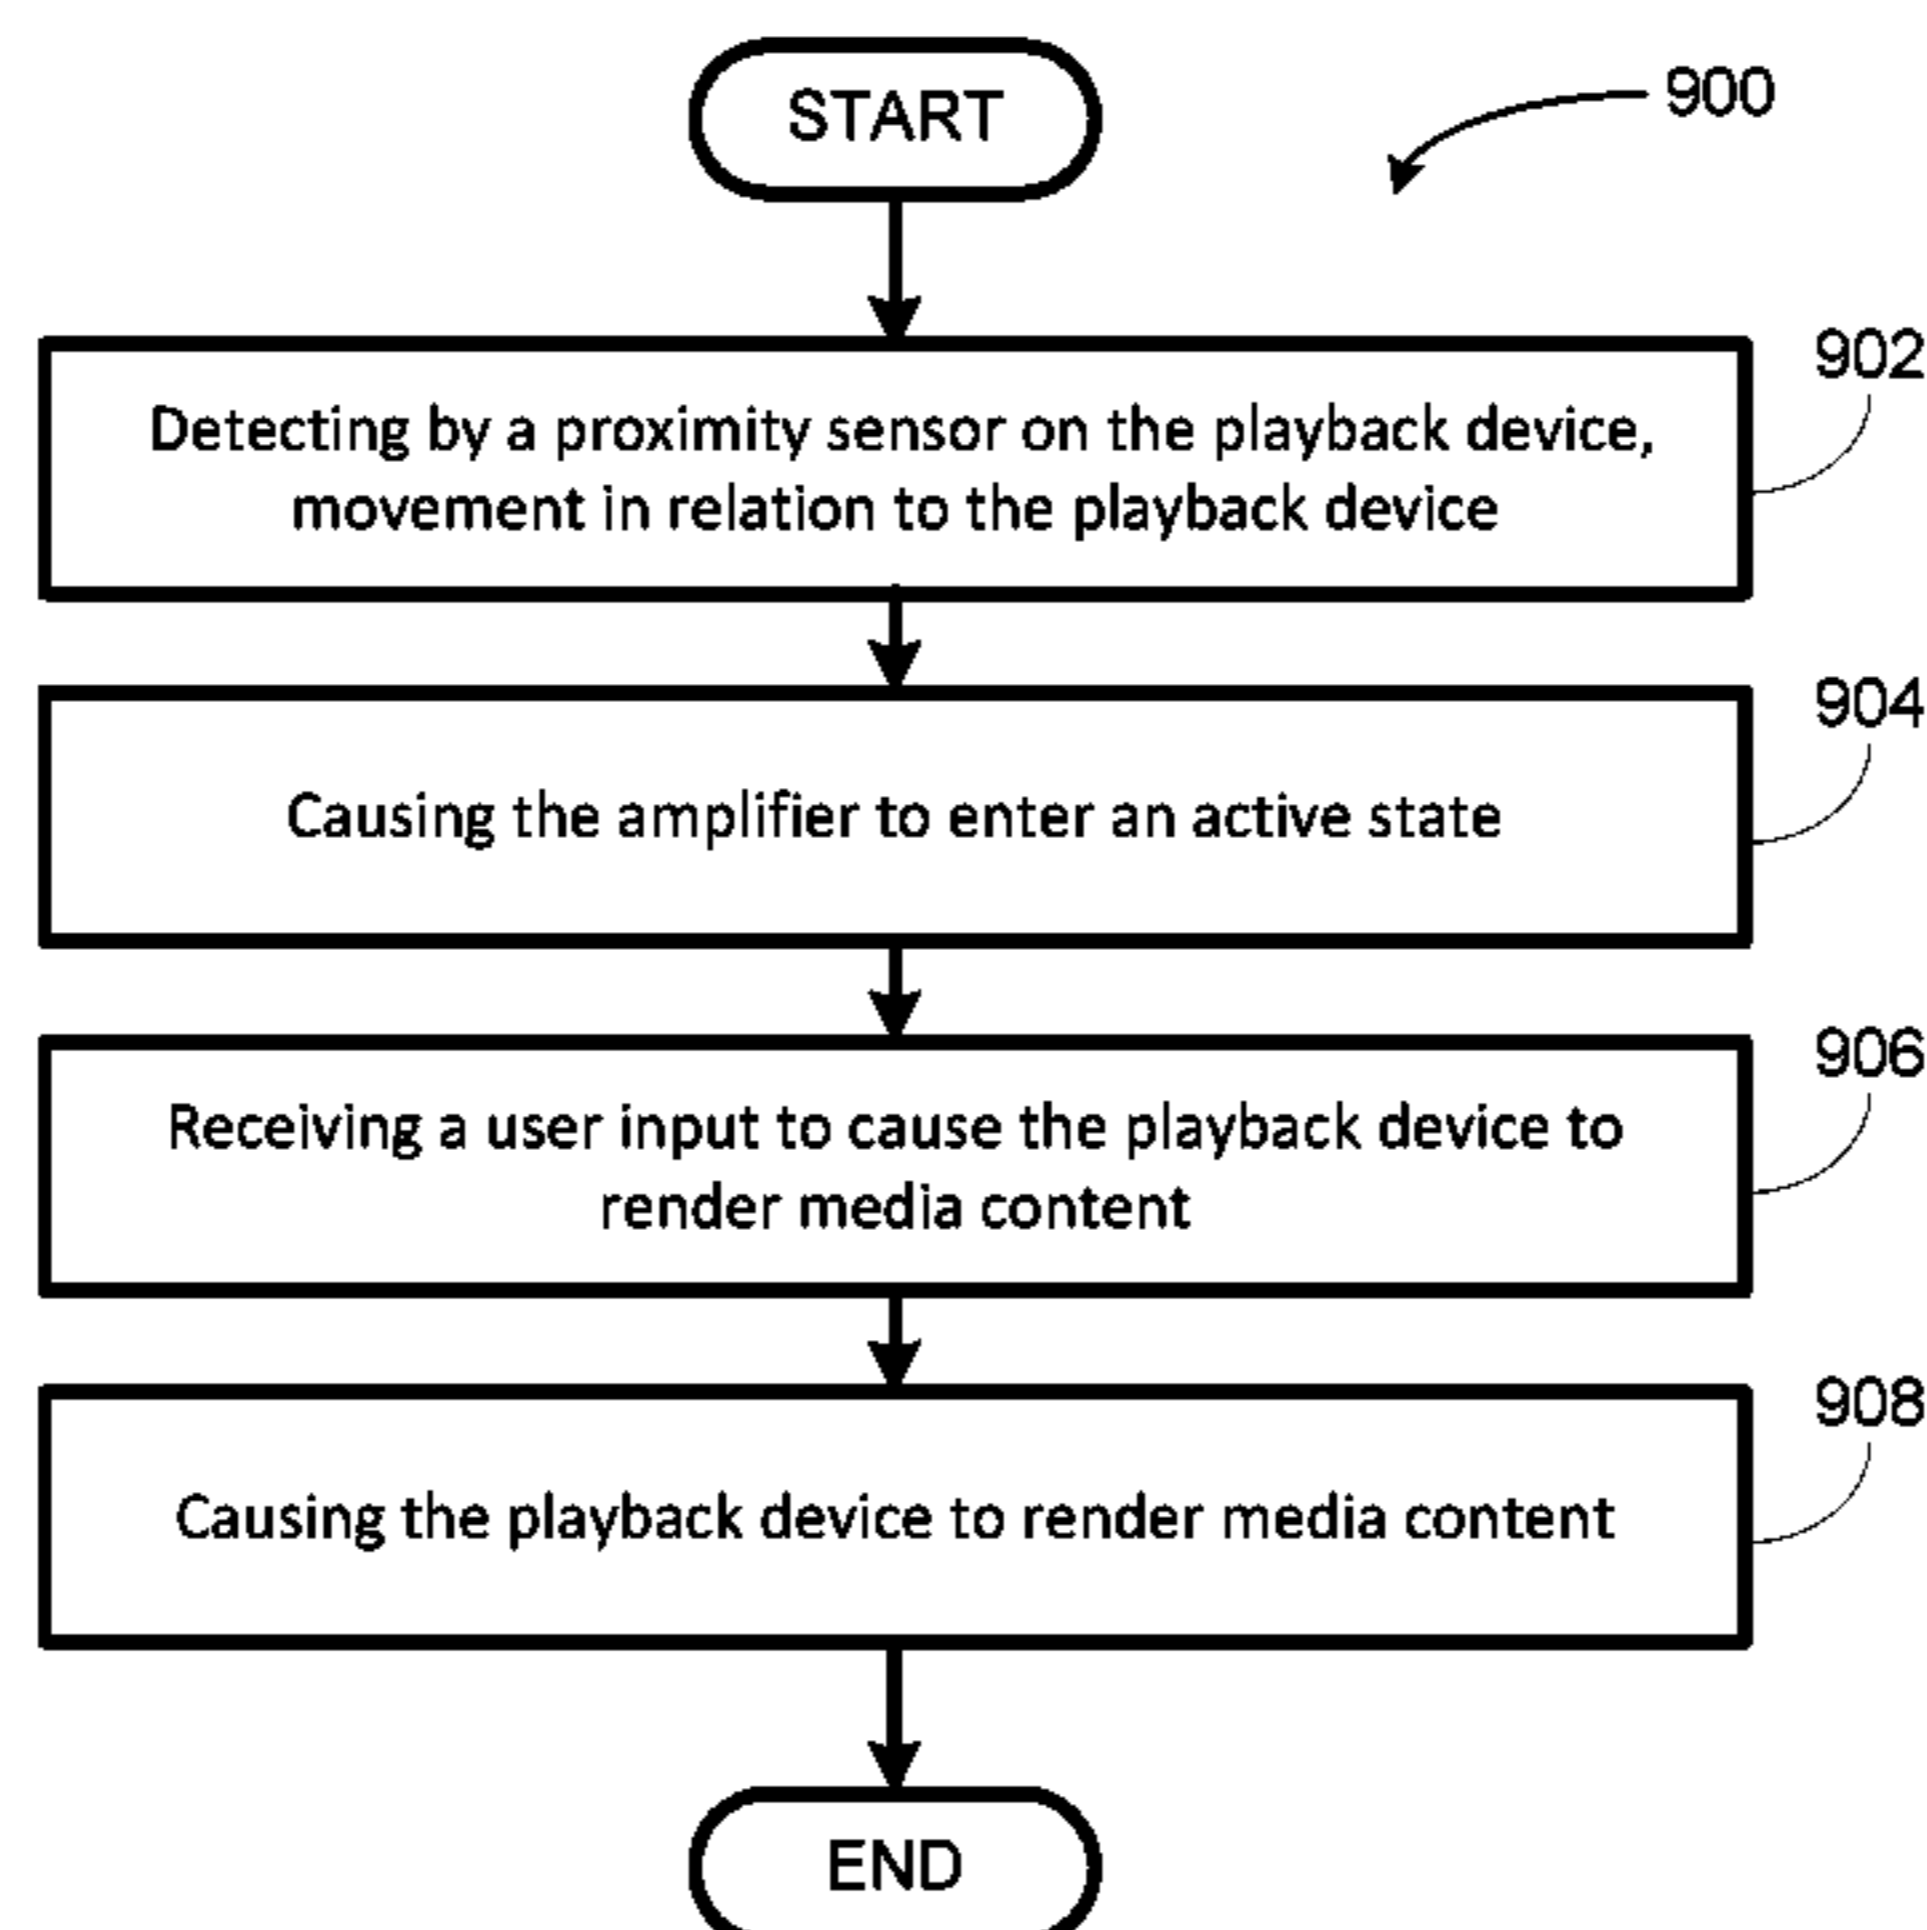 START
900
902
Detecting by a proximity sensor on the playback device,
movement in relation to the playback device
904
Causing the amplifier to enter an active state
906
Receiving a user input to cause the playback device to
render media content
908
Causing the playback device to render media content
END